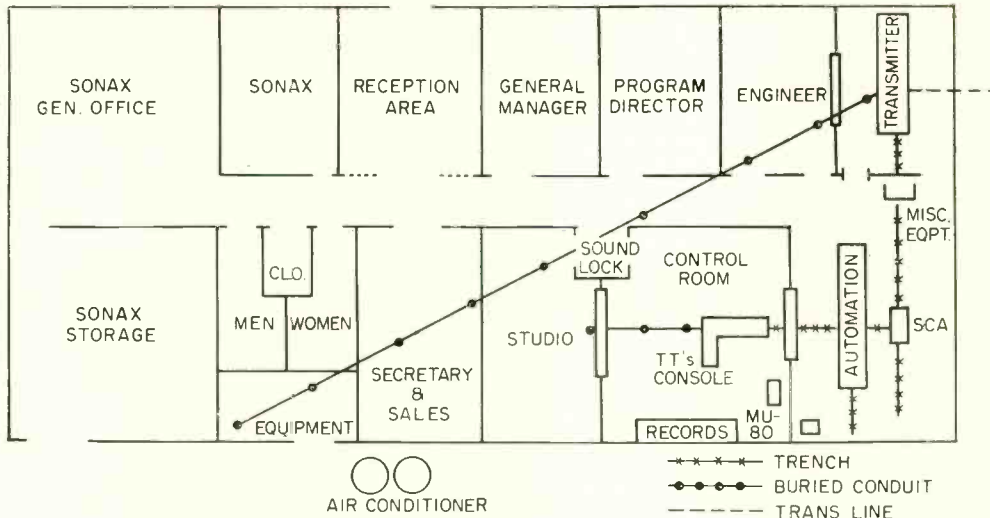 SONAX
GEN. OFFICE
SONAX
RECEPTION
AREA
GENERAL
MANAGER
PROGRAM
DIRECTOR
ENGINEER
TRANSMITTER
MISC.
EQPT.
SONAX
STORAGE
CLO.
MEN
WOMEN
SECRETARY
&
SALES
EQUIPMENT
STUDIO
SOUND
LOCK
CONTROL
ROOM
TT's
CONSOLE
MU-
80
RECORDS
AUTOMATION
SCA
AIR CONDITIONER
TRENCH
BURIED CONDUIT
TRANS LINE